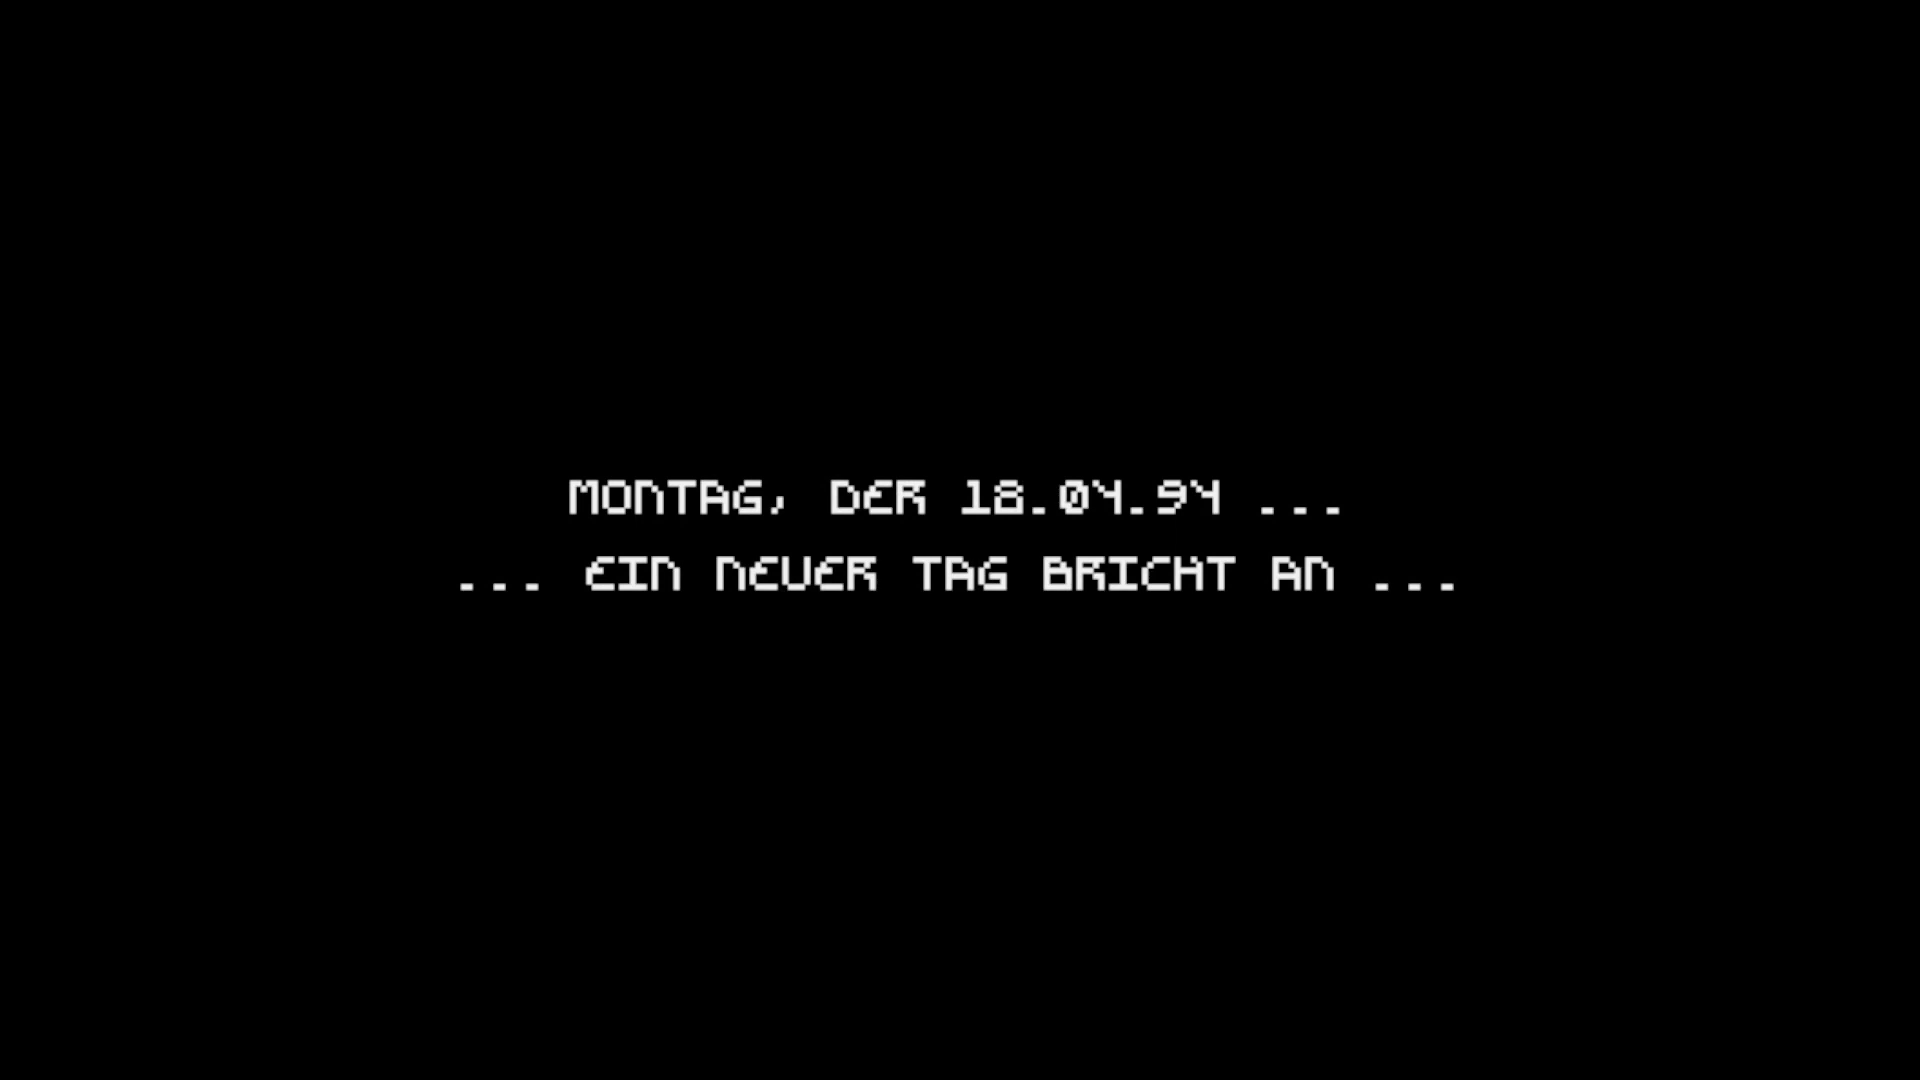 MONTAG, DER 18.04.94 ...
... EIN NEUER TAG BRICHT AN ...